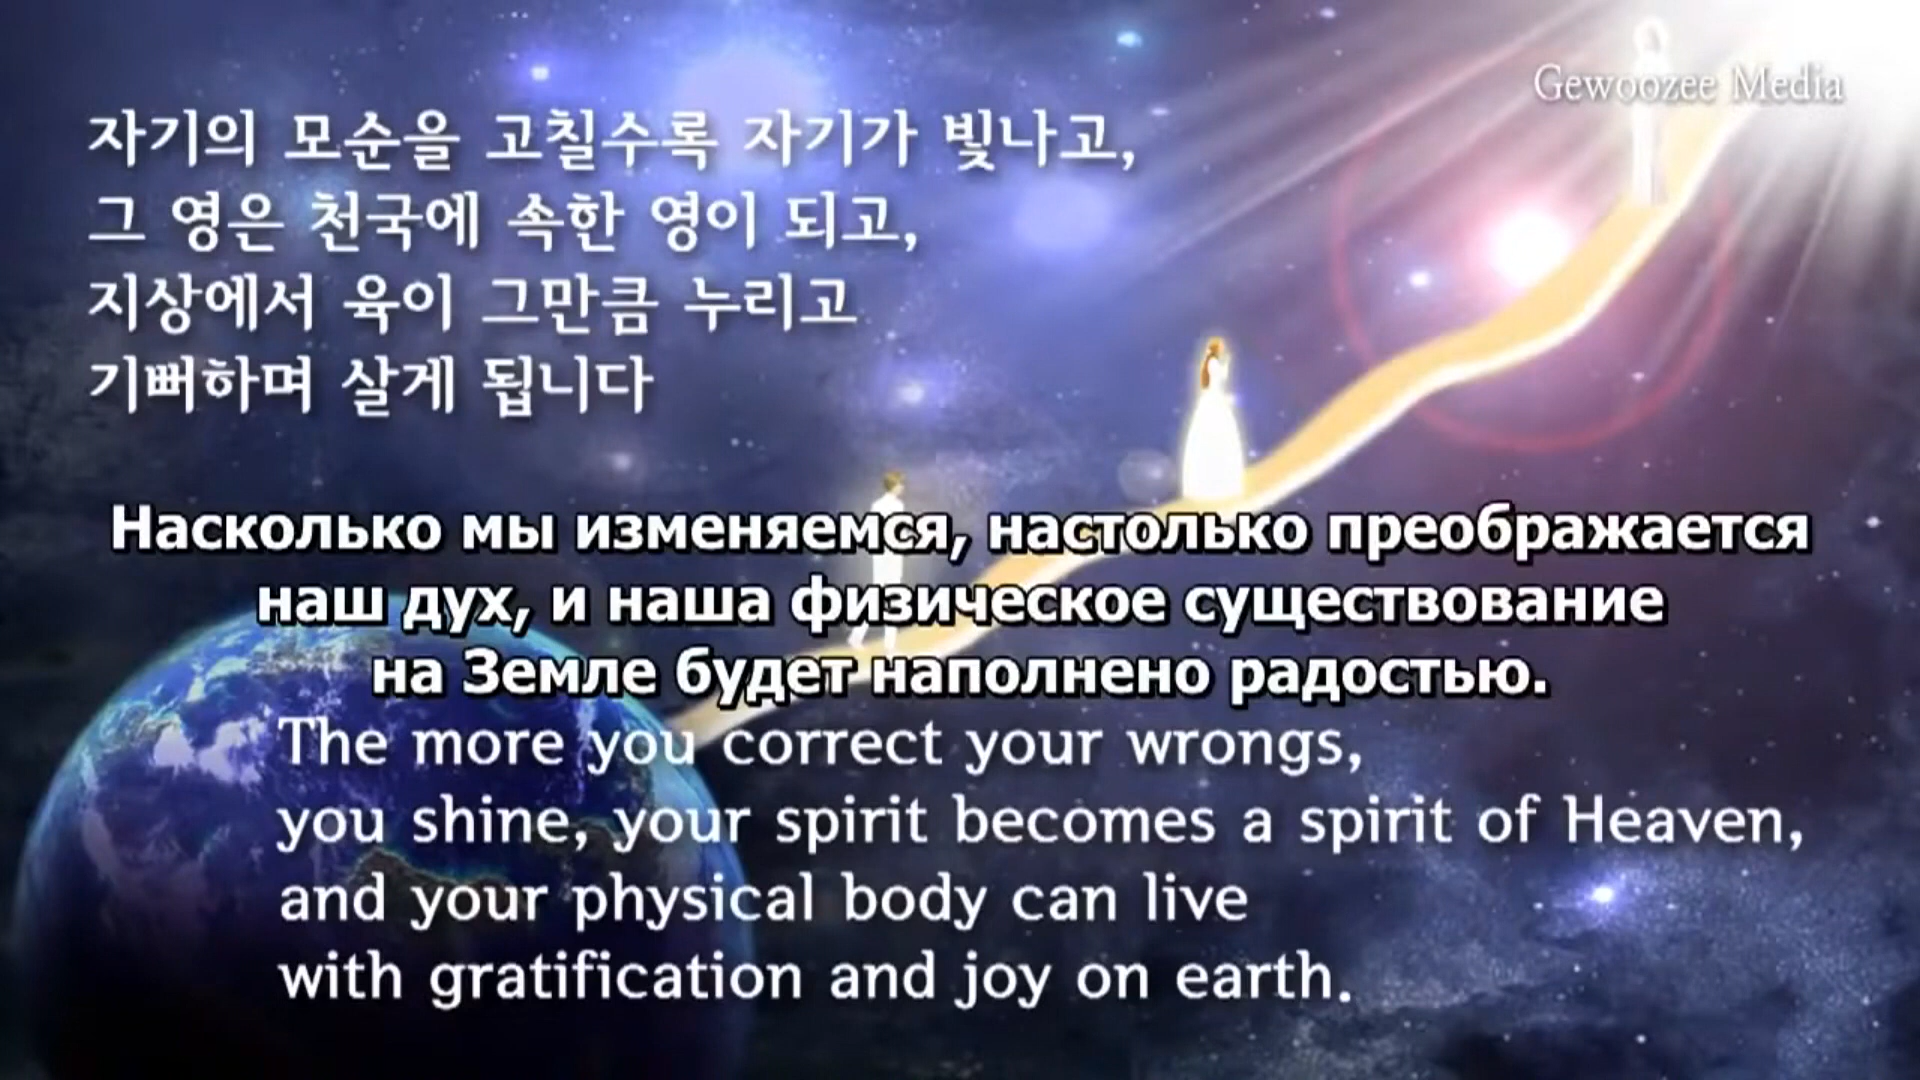 Gewoozee Media
자기의 모순을 고칠수록 자기가 빛나고,
그 영은 천국에 속한 영이 되고,
지상에서 육이 그만큼 누리고
기뻐하며 살게 됩니다
Насколько мы изменяемся, настолько преображается
наш дух, и наша физическое существование
на Земле будет наполнено радостью.
The more you correct your wrongs,
you shine, your spirit becomes a spirit of Heaven,
and your physical body can live
with gratification and joy on earth.